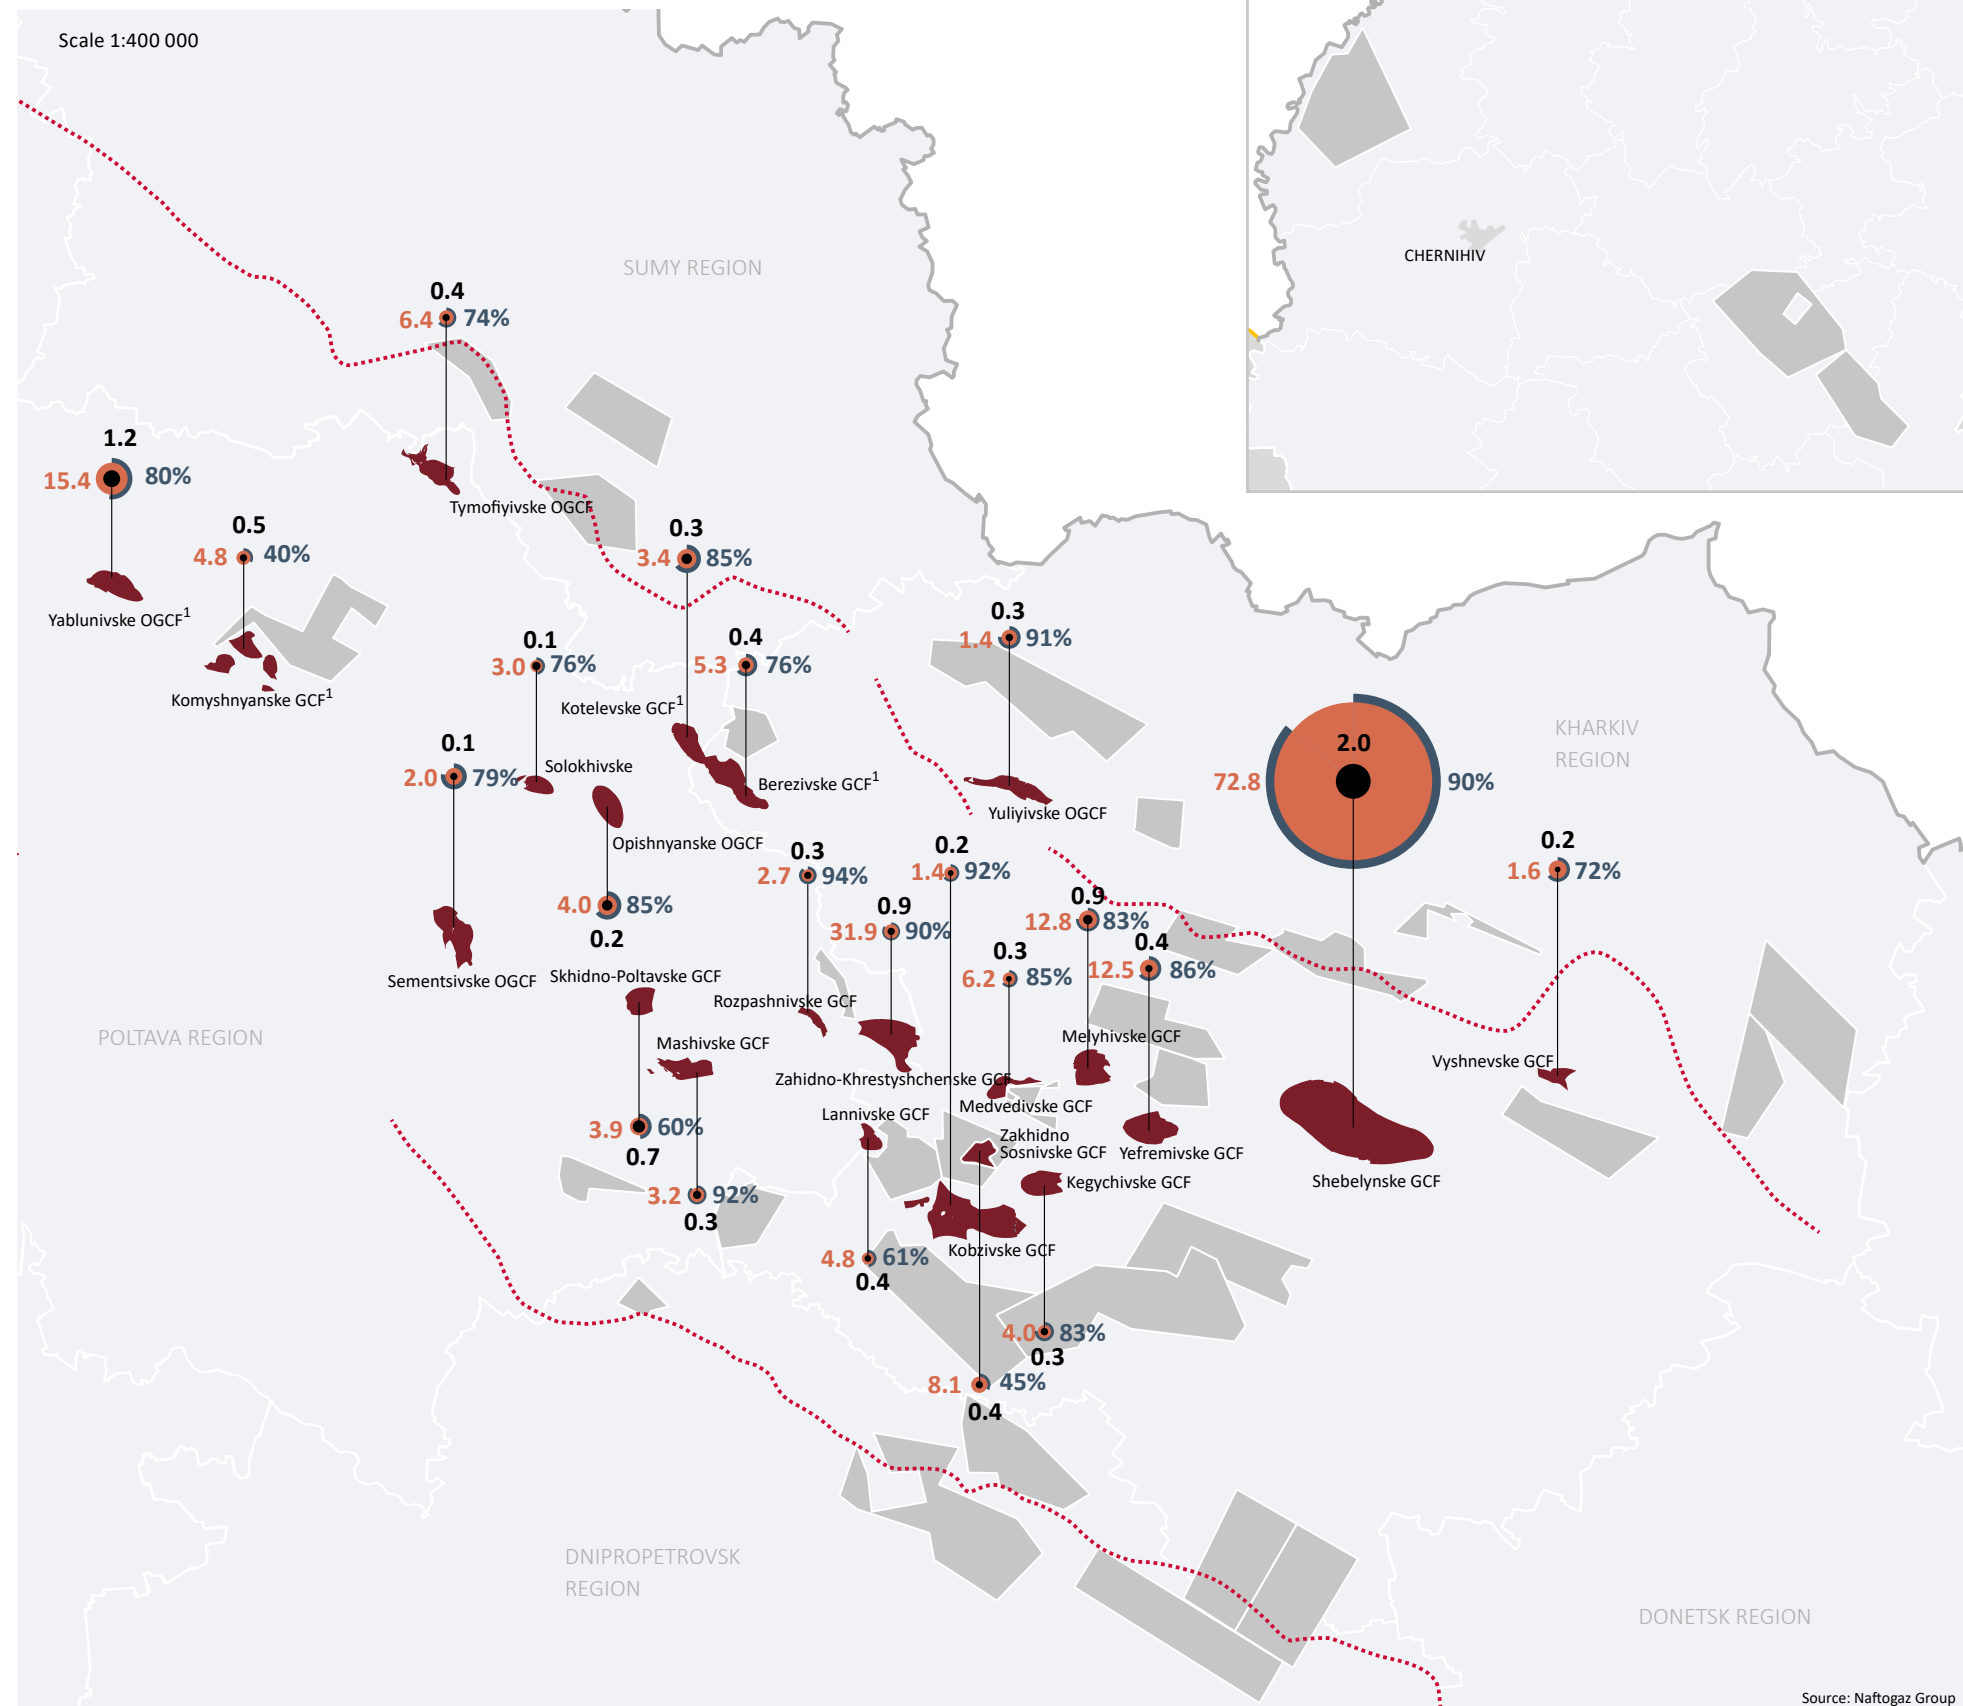 Scale 1:400 000
CHERNIHIV
SUMY REGION
0.4
6.4 74%
Tymofiyivske OGCF
1.2
15.4 80%
Yablunivske OGCF1
0.5
4.8 40%
Komyshnyanske GCF1
0.3
3.4 85%
Kotelevske GCF1
0.1
3.0 76%
Solokhivske
0.4
5.3 76%
Berezivske GCF1
0.3
1.4 91%
Yuliyivske OGCF
KHARKIV
REGION
2.0
72.8 90%
Shebelynske GCF
0.1
2.0 79%
Sementsivske OGCF
Opishnyanske OGCF
4.0 85%
0.2
0.3
2.7 94%
Rozpashnivske GCF
0.2
1.4 92%
Kobzivske GCF
0.9
31.9 90%
Zahidno-Khrestyshchenske GCF
0.9
12.8 83%
Melyhivske GCF
0.3
6.2 85%
Medvedivske GCF
0.4
12.5 86%
Yefremivske GCF
0.2
1.6 72%
Vyshnevske GCF
POLTAVA REGION
Skhidno-Poltavske GCF
3.9 60%
0.7
Mashivske GCF
3.2 92%
0.3
Lannivske GCF
4.8 61%
0.4
Zakhidno
Sosnivske GCF
8.1 45%
0.4
Kegychivske GCF
4.0 83%
0.3
DNIPROPETROVSK
REGION
DONETSK REGION
Source: Naftogaz Group